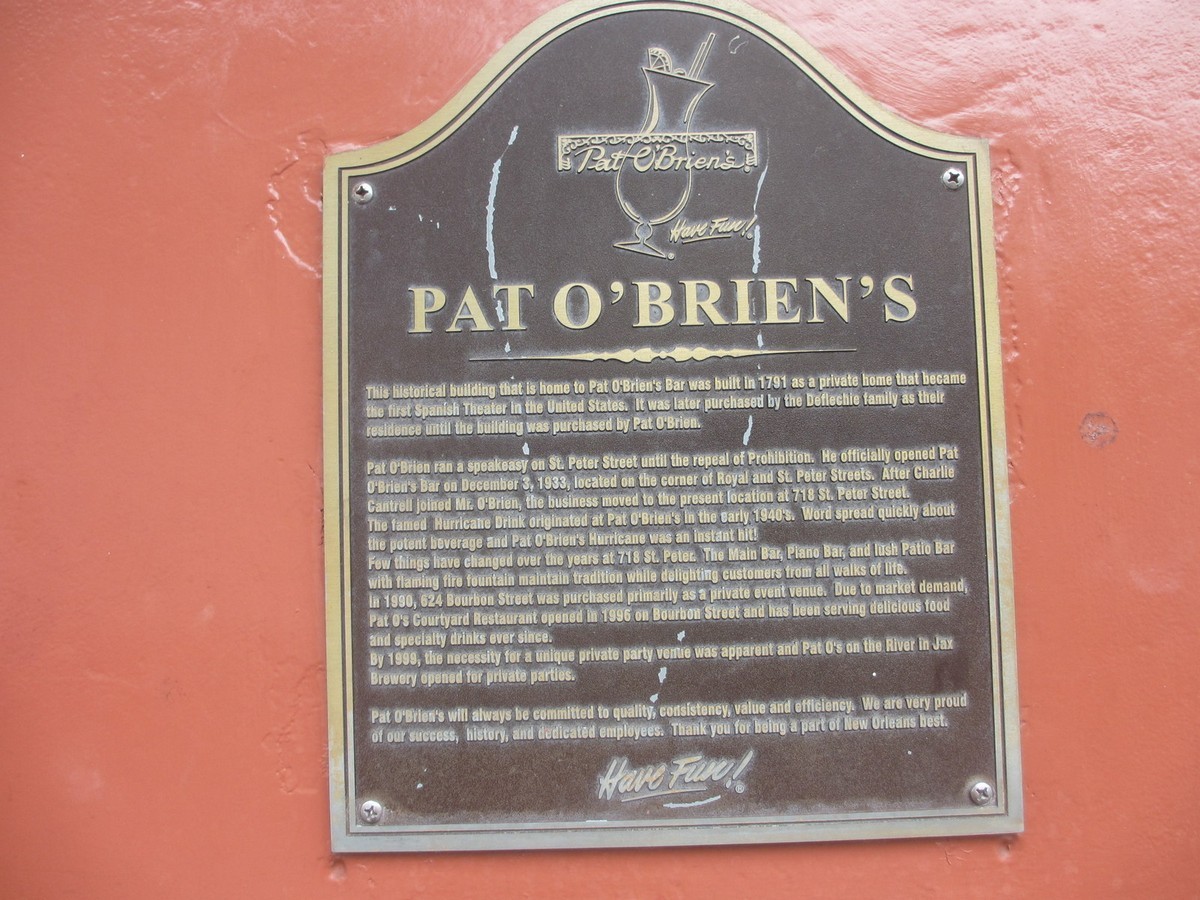 Pat O'Brien's®
Have Fun!®
PAT O'BRIEN'S
This historical building that is home to Pat O'Brien's Bar was built in 1791 as a private home that became
the first Spanish Theater in the United States. It was later purchased by the Deflechie family as their
residence until the building was purchased by Pat O'Brien.
Pat O'Brien ran a speakeasy on St. Peter Street until the repeal of Prohibition. He officially opened Pat
O'Brien's Bar on December 3, 1933, located on the corner of Royal and St. Peter Streets. After Charlie
Cantrell joined Mr. O'Brien, the business moved to the present location at 718 St. Peter Street.
The famed Hurricane Drink originated at Pat O'Brien's in the early 1940's. Word spread quickly about
the potent beverage and Pat O'Brien's Hurricane was an instant hit!
Few things have changed over the years at 718 St. Peter. The Main Bar, Piano Bar, and lush Patio Bar
with flaming fire fountain maintain tradition while delighting customers from all walks of life.
In 1990, 624 Bourbon Street was purchased primarily as a private event venue. Due to market demand,
Pat O's Courtyard Restaurant opened in 1996 on Bourbon Street and has been serving delicious food
and specialty drinks ever since.
By 1998, the necessity for a unique private party venue was apparent and Pat O's on the River in Jax
Brewery opened for private parties.
Pat O'Brien's will always be committed to quality, consistency, value and efficiency. We are very proud
of our success, history, and dedicated employees. Thank you for being a part of New Orleans best.
Have Fun!®